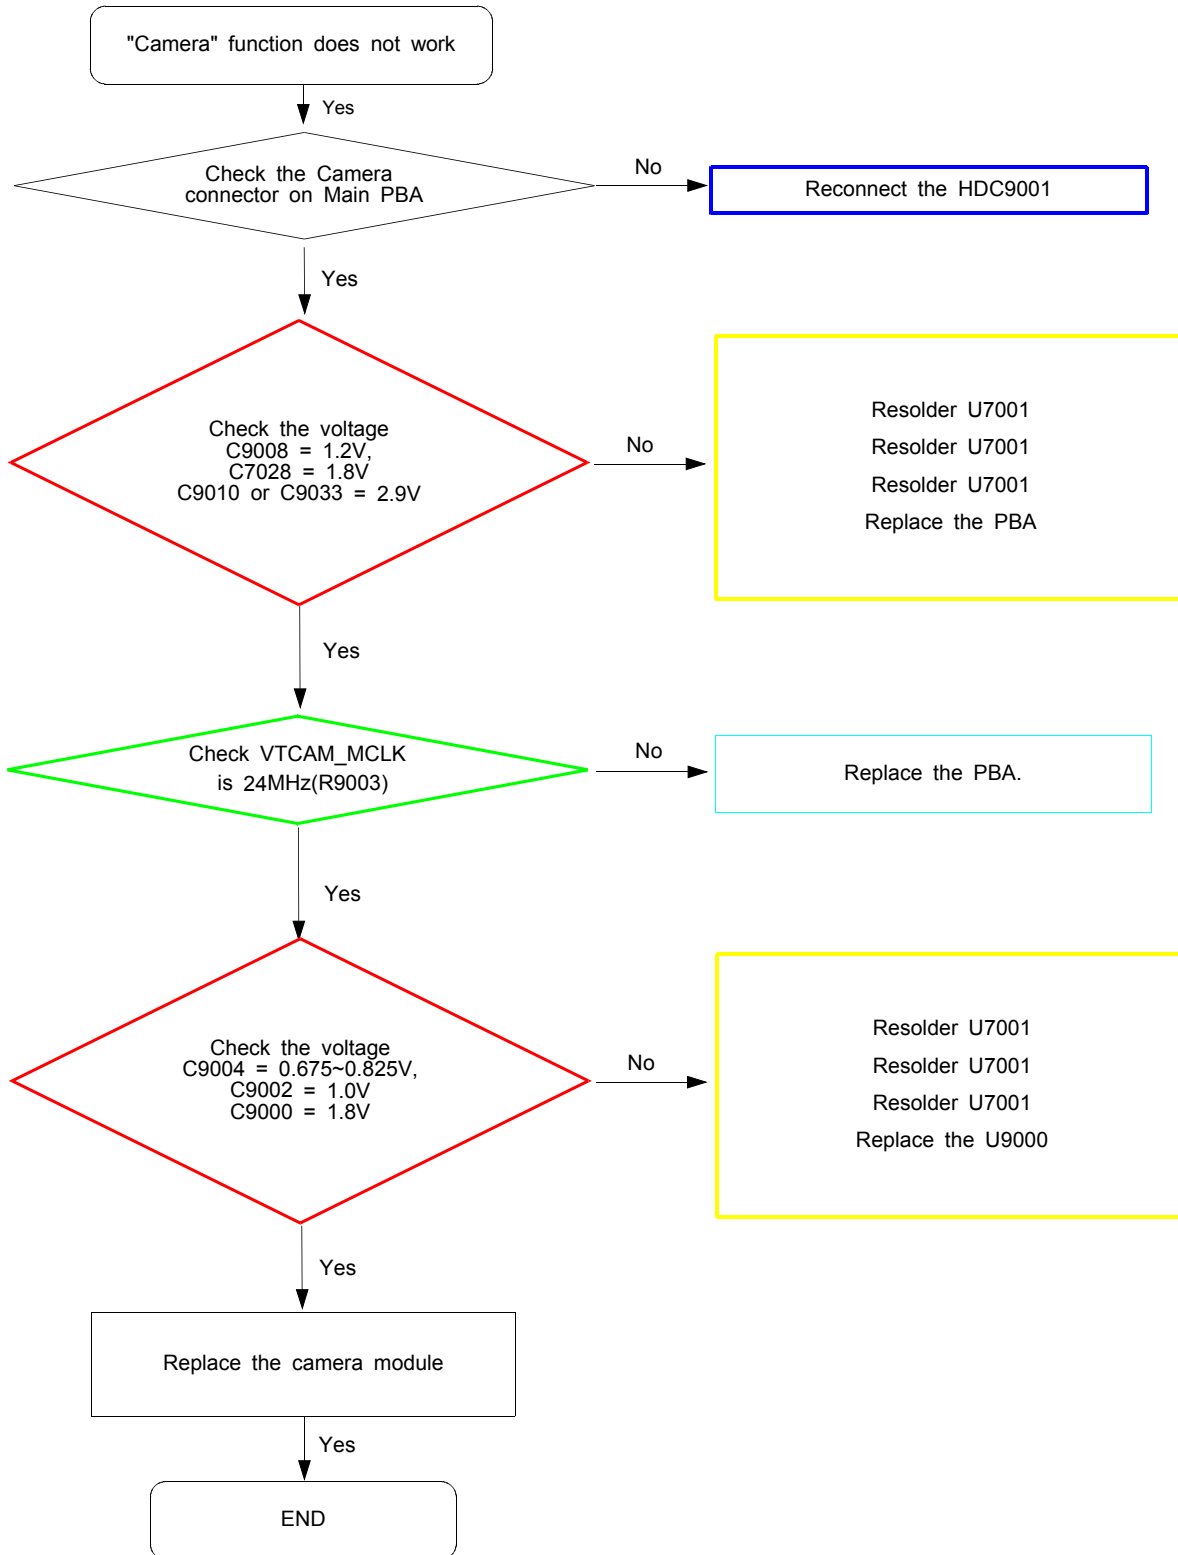 "Camera" function does not work
Yes
Check the Camera
connector on Main PBA
No
Reconnect the HDC9001
Yes
Check the voltage
C9008 = 1.2V,
C7028 = 1.8V
C9010 or C9033 = 2.9V
No
Resolder U7001
Resolder U7001
Resolder U7001
Replace the PBA
Yes
Check VTCAM_MCLK
is 24MHz(R9003)
No
Replace the PBA.
Yes
Check the voltage
C9004 = 0.675~0.825V,
C9002 = 1.0V
C9000 = 1.8V
No
Resolder U7001
Resolder U7001
Resolder U7001
Replace the U9000
Yes
Replace the camera module
Yes
END